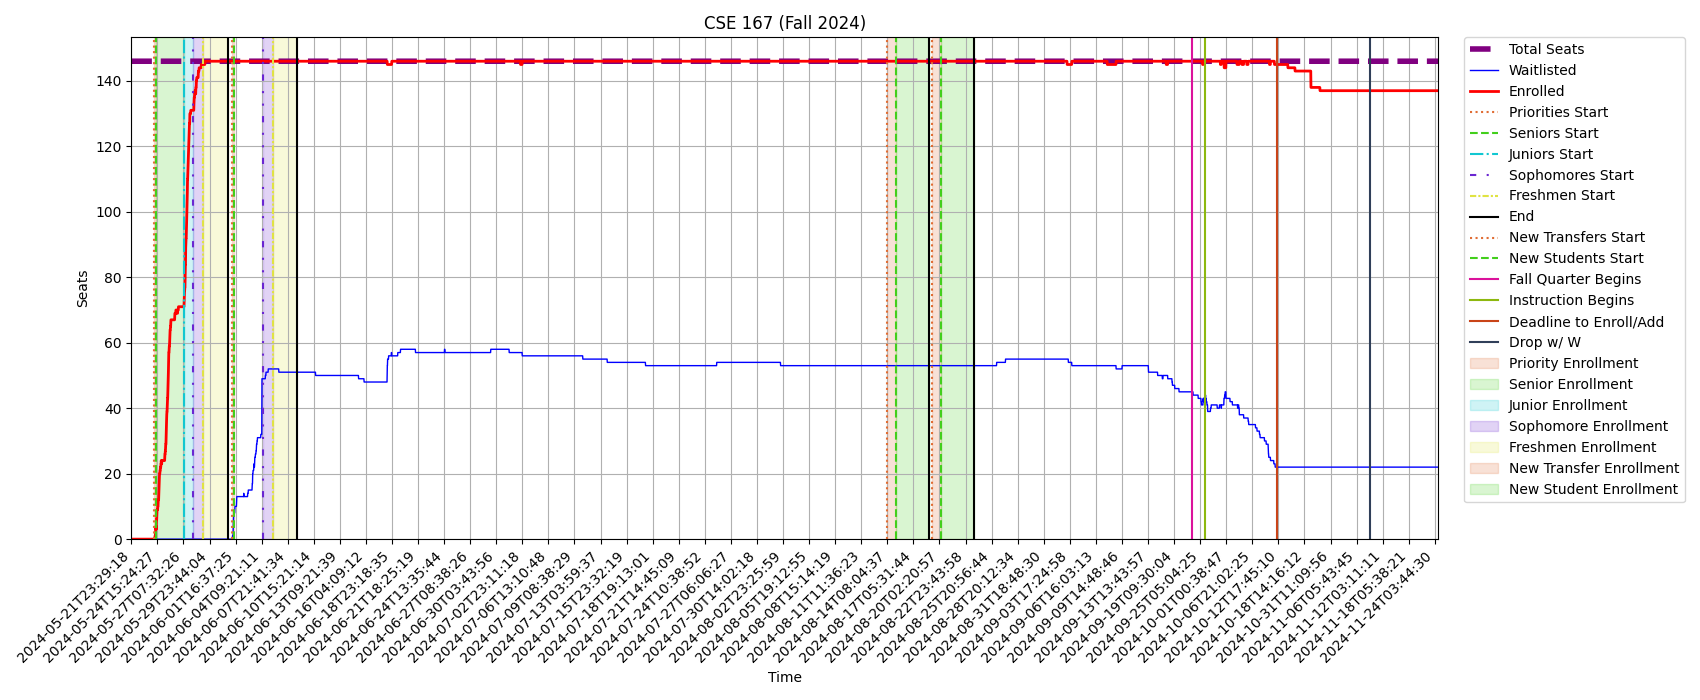 CSE 167 (Fall 2024)
Seats
140
120
100
80
60
40
20
0
2024-05-21T23:29:18
2024-05-24T15:24:27
2024-05-27T07:32:26
2024-05-29T23:44:04
2024-06-01T16:37:25
2024-06-04T09:21:11
2024-06-07T21:41:34
2024-06-10T15:21:14
2024-06-13T09:21:39
2024-06-16T04:09:12
2024-06-18T23:18:35
2024-06-21T18:25:19
2024-06-24T13:35:44
2024-06-27T08:38:26
2024-06-30T03:43:56
2024-07-02T23:11:18
2024-07-06T13:10:48
2024-07-09T08:38:29
2024-07-13T03:59:37
2024-07-15T23:32:19
2024-07-18T19:13:01
2024-07-21T14:45:09
2024-07-24T10:38:52
2024-07-27T06:06:27
2024-07-30T14:02:18
2024-08-02T23:25:59
2024-08-05T19:12:55
2024-08-08T15:14:19
2024-08-11T11:36:23
2024-08-14T08:04:37
2024-08-17T05:31:44
2024-08-20T02:20:57
2024-08-22T23:43:58
2024-08-25T20:56:44
2024-08-28T20:12:34
2024-08-31T18:48:30
2024-09-03T17:24:58
2024-09-06T16:03:13
2024-09-09T14:48:46
2024-09-13T13:43:57
2024-09-19T09:30:04
2024-09-25T05:04:25
2024-10-01T00:38:47
2024-10-06T21:02:25
2024-10-12T17:45:10
2024-10-18T14:16:12
2024-10-31T11:09:56
2024-11-06T05:43:45
2024-11-12T03:11:11
2024-11-18T05:38:21
2024-11-24T03:44:30
Time
Total Seats
Waitlisted
Enrolled
Priorities Start
Seniors Start
Juniors Start
Sophomores Start
Freshmen Start
End
New Transfers Start
New Students Start
Fall Quarter Begins
Instruction Begins
Deadline to Enroll/Add
Drop w/ W
Priority Enrollment
Senior Enrollment
Junior Enrollment
Sophomore Enrollment
Freshmen Enrollment
New Transfer Enrollment
New Student Enrollment